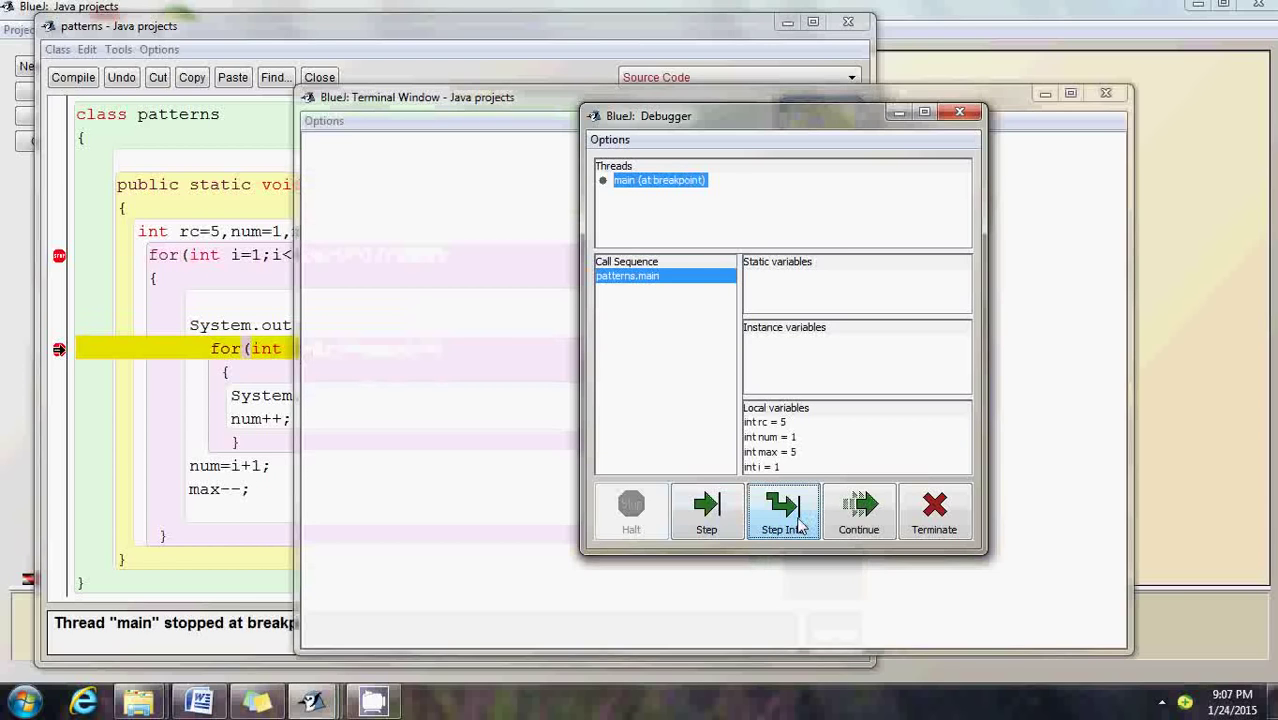 BlueJ: Java projects
patterns - Java projects
Class Edit Tools Options
Compile Undo Cut Copy Paste Find... Close Source Code
class patterns
{
public static void
{
int rc=5,num=1,
for(int i=1;i<
{
System.out
for(int
{
System.
num++;
}
num=i+1;
max--;
}
}
}
Thread "main" stopped at breakp
BlueJ: Terminal Window - Java projects
Options
BlueJ: Debugger
Options
Threads
main (at breakpoint)
Call Sequence
patterns.main
Static variables
Instance variables
Local variables
int rc = 5
int num = 1
int max = 5
int i = 1
Halt Step Step Into Continue Terminate
9:07 PM
1/24/2015